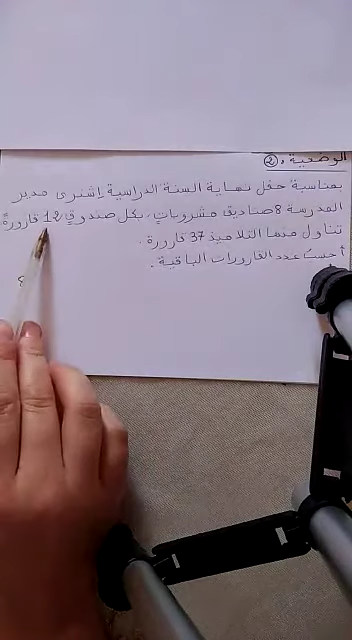 الوضعية ②:
بمناسبة حفل نهاية السنة الدراسية إشترى مدير
المدرسة 8 صناديق مشروبات، بكل صندوق 12 قارورة
تناول منها التلاميذ 37 قارورة.
أحسب عدد القارورات الباقية.
8